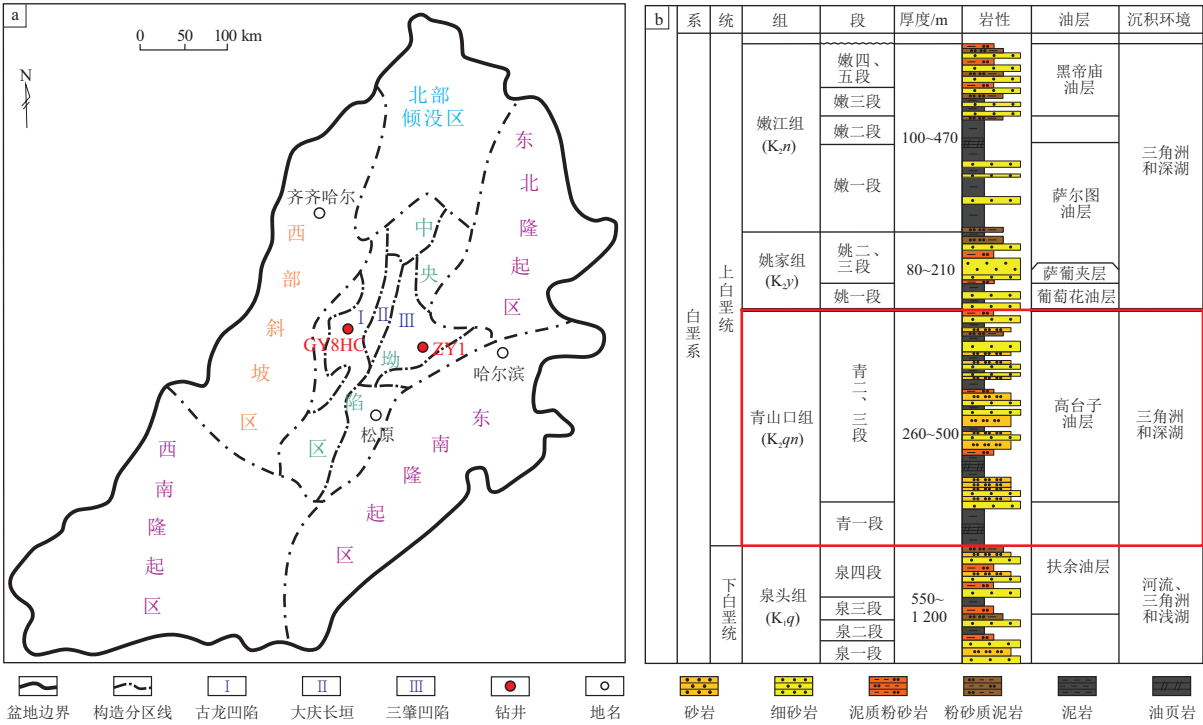 a
0 50 100 km
N
北部
倾没区
东北隆起区
齐齐哈尔
西部斜坡区
中央坳陷区
Ⅰ
Ⅱ
Ⅲ
GY8HC
ZY1
哈尔滨
松原
东南隆起区
西南隆起区
b
系 统 组 段 厚度/m 岩性 油层 沉积环境
白垩系
上白垩统
下白垩统
嫩江组
(K₂n)
嫩四、
五段
嫩三段
嫩二段
嫩一段
100~470
黑帝庙
油层
萨尔图
油层
三角洲
和深湖
姚家组
(K₂y)
姚二、
三段
姚一段
80~210
萨葡夹层
葡萄花油层
青山口组
(K₂qn)
青二、三段
青一段
260~500
高台子
油层
三角洲
和深湖
泉头组
(K₁q)
泉四段
泉三段
泉二段
泉一段
550~
1 200
扶余油层
河流、
三角洲
和浅湖
Ⅰ Ⅱ Ⅲ
盆地边界 构造分区线 古龙凹陷 大庆长垣 三肇凹陷 钻井 地名
砂岩 细砂岩 泥质粉砂岩 粉砂质泥岩 泥岩 油页岩